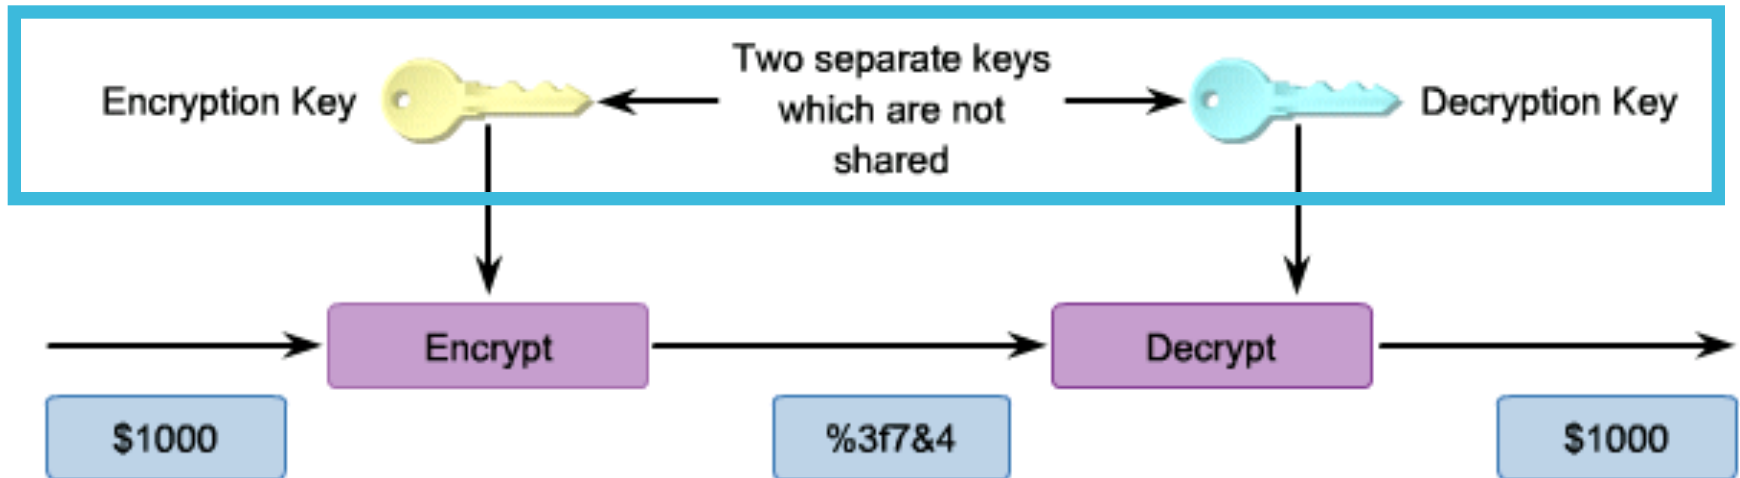 Two separate keys
Encryption Key
which are not
Decryption Key
shared
Encrypt
Decrypt
$1000
%3f7&4
$1000